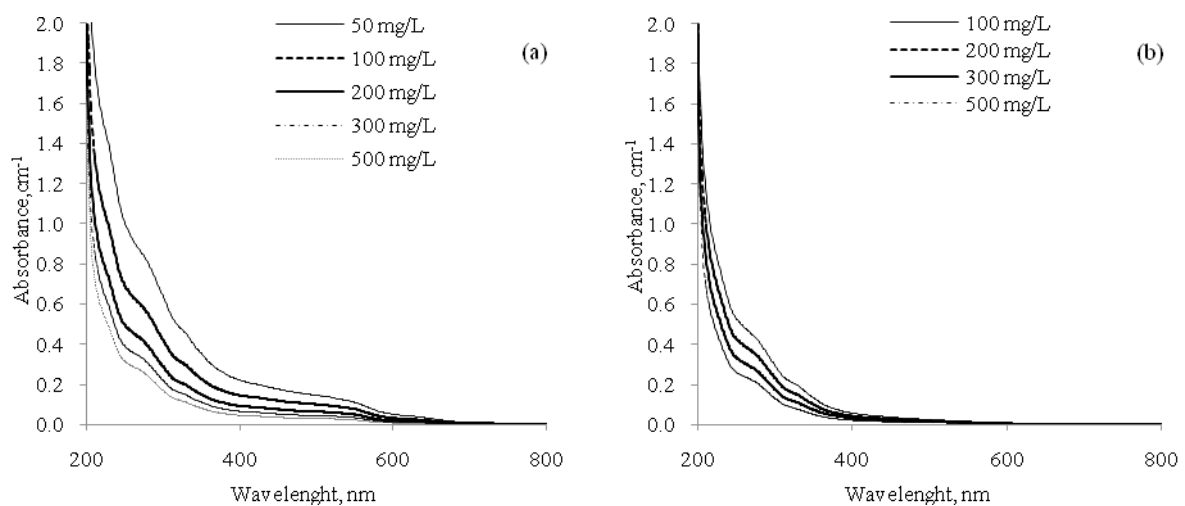 2.0
1.8
1.6
1.4
1.2
1.0
0.8
0.6
0.4
0.2
0.0
Absorbance,cm-1
200
400
600
800
Wavelenght, nm
50 mg/L
100 mg/L
200 mg/L
300 mg/L
500 mg/L
(a)
2.0
1.8
1.6
1.4
1.2
1.0
0.8
0.6
0.4
0.2
0.0
Absorbance, cm-1
200
400
600
800
Wavelenght, nm
100 mg/L
200 mg/L
300 mg/L
500 mg/L
(b)